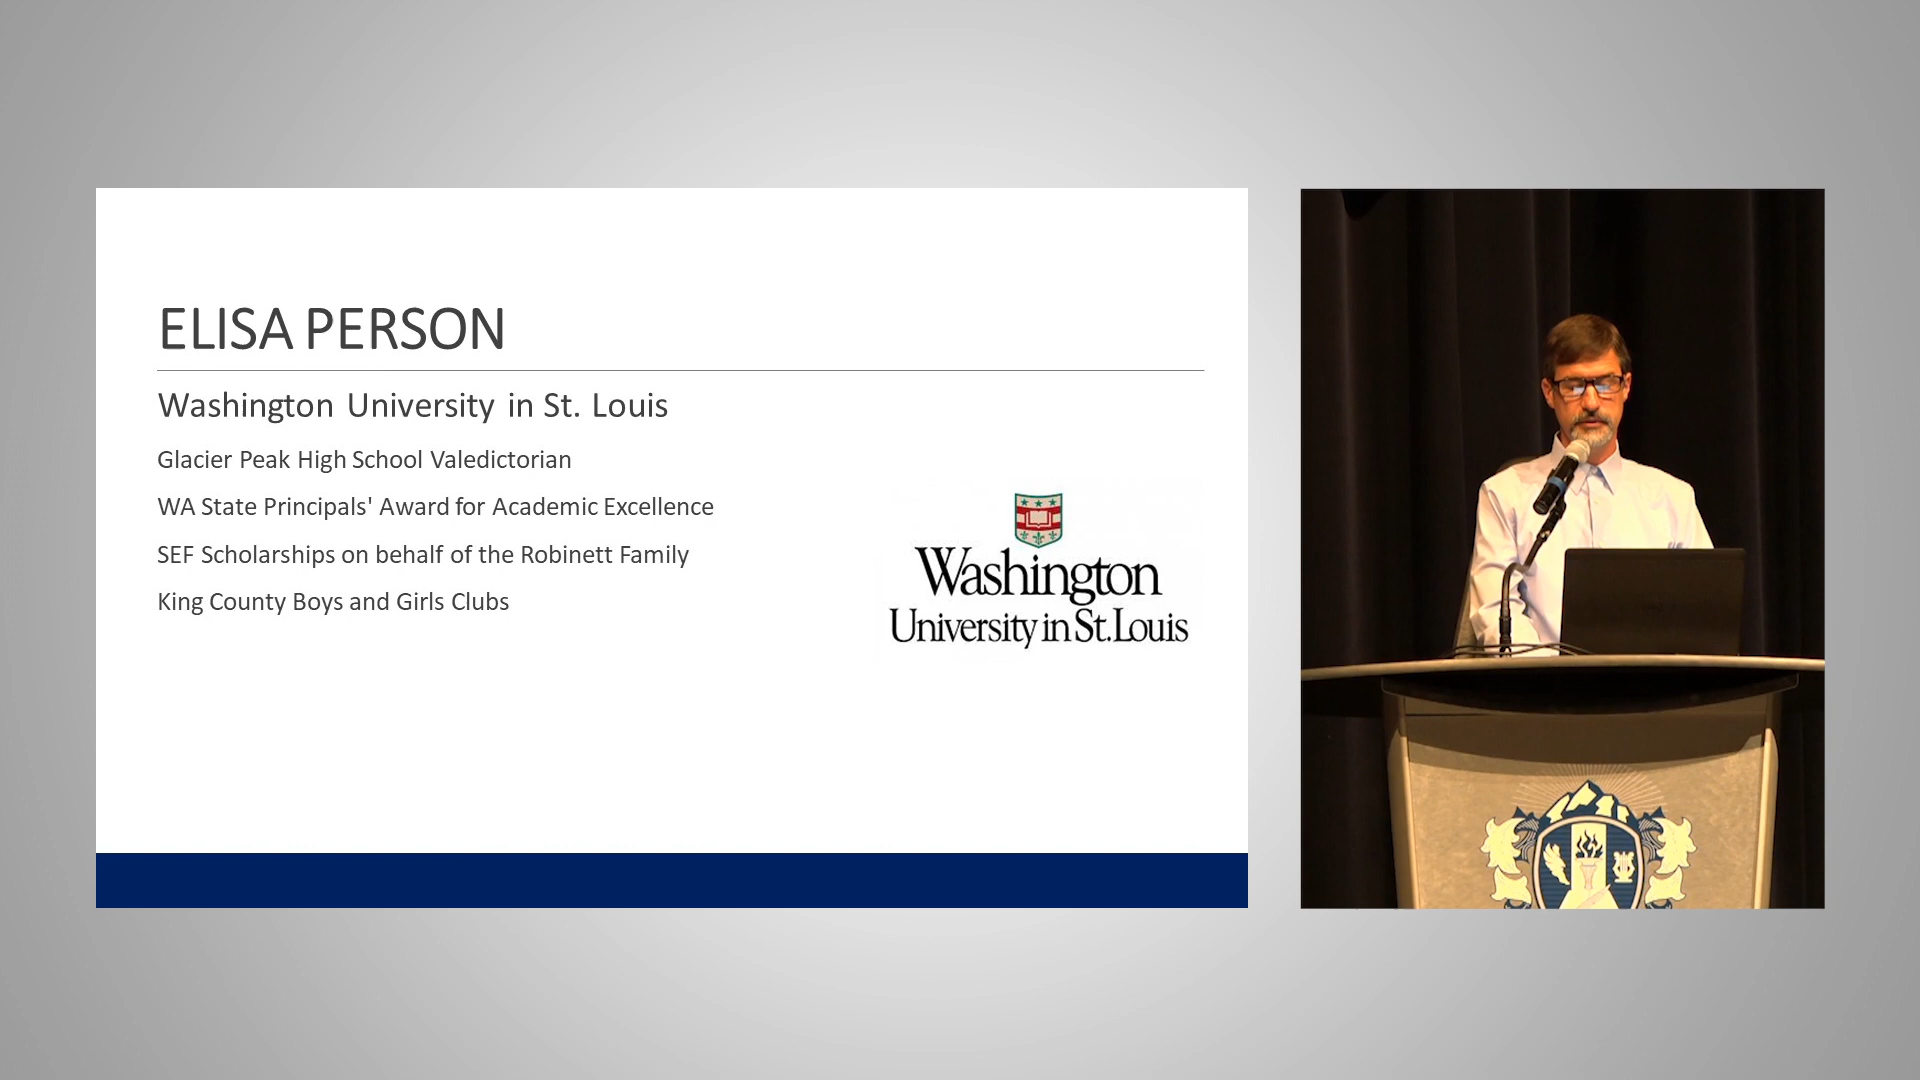 ELISA PERSON
Washington University in St. Louis
Glacier Peak High School Valedictorian
WA State Principals' Award for Academic Excellence
SEF Scholarships on behalf of the Robinett Family
King County Boys and Girls Clubs
Washington
University in St. Louis